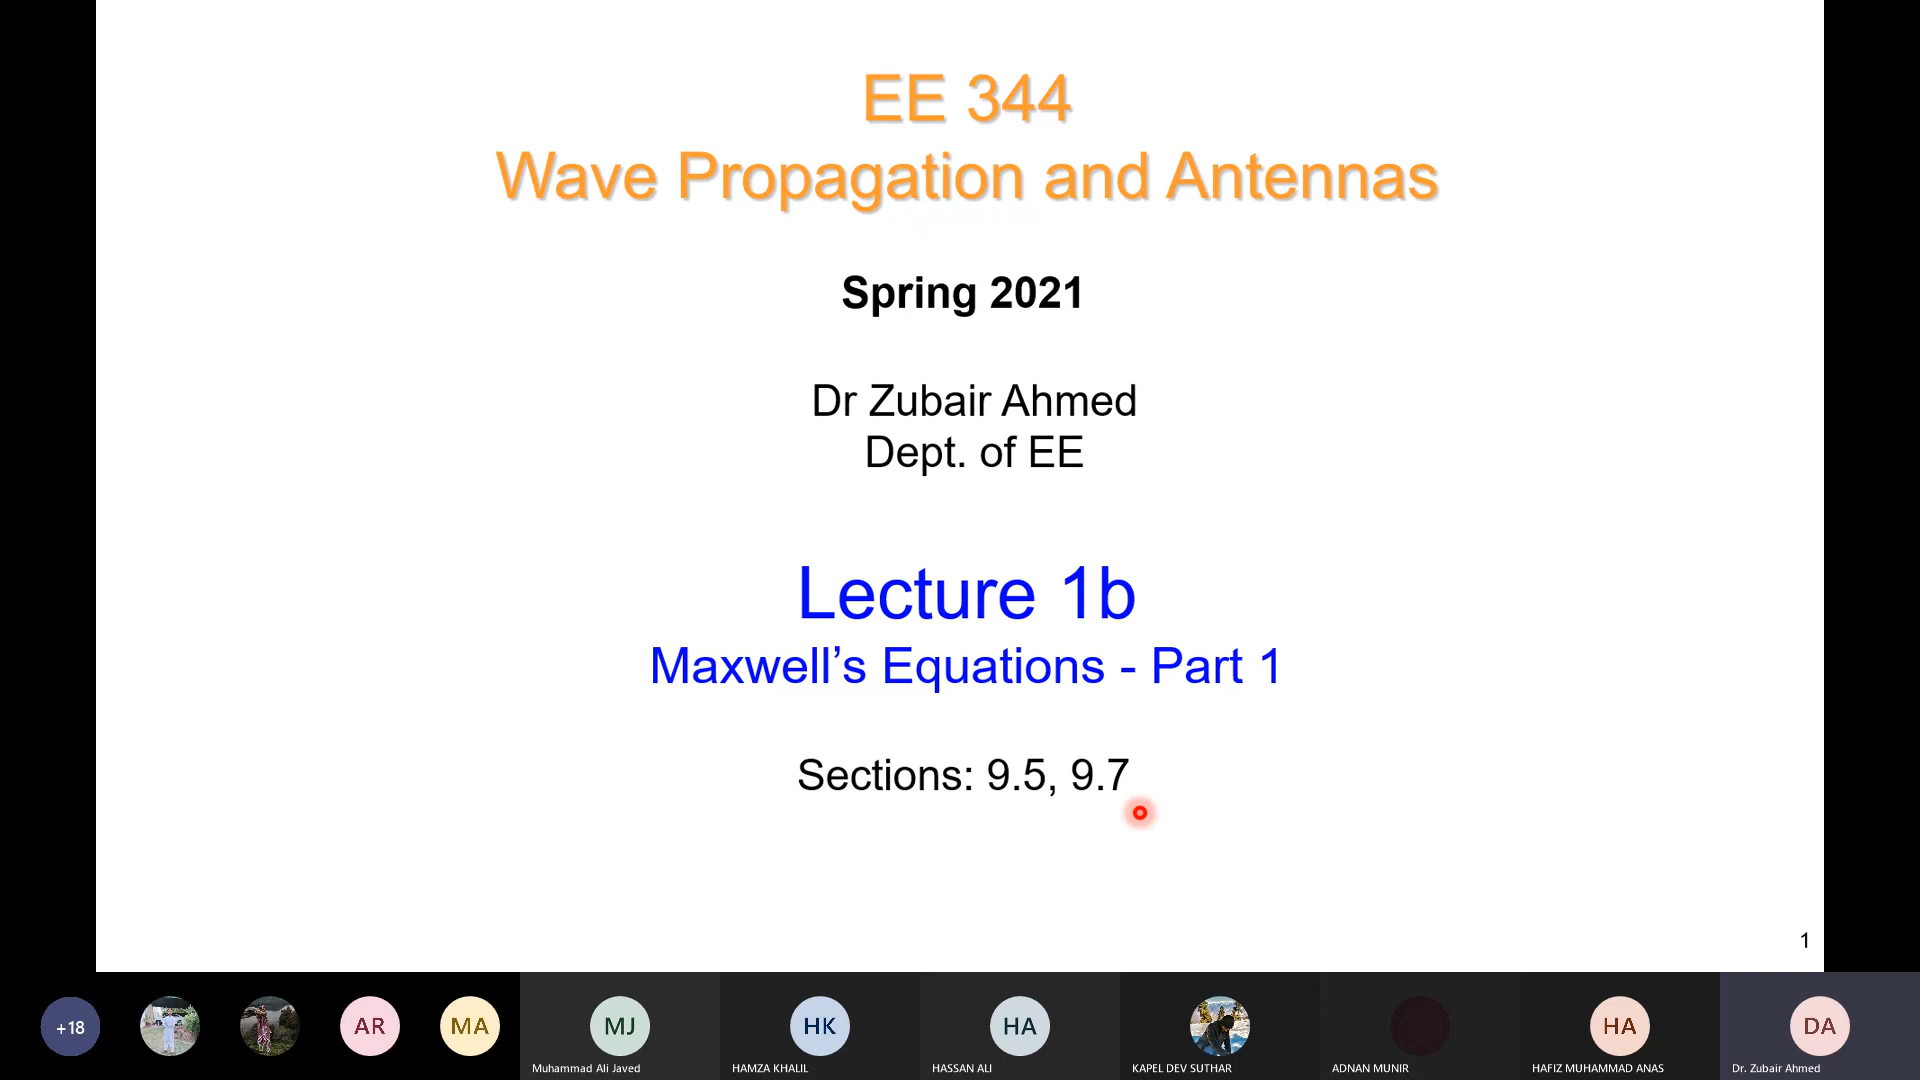 EE 344
Wave Propagation and Antennas
Spring 2021
Dr Zubair Ahmed
Dept. of EE
Lecture 1b
Maxwell’s Equations - Part 1
Sections: 9.5, 9.7
1
+18
AR
MA
MJ
HK
HA
HA
DA
Muhammad Ali Javed
HAMZA KHALIL
HASSAN ALI
KAPEL DEV SUTHAR
ADNAN MUNIR
HAFIZ MUHAMMAD ANAS
Dr. Zubair Ahmed